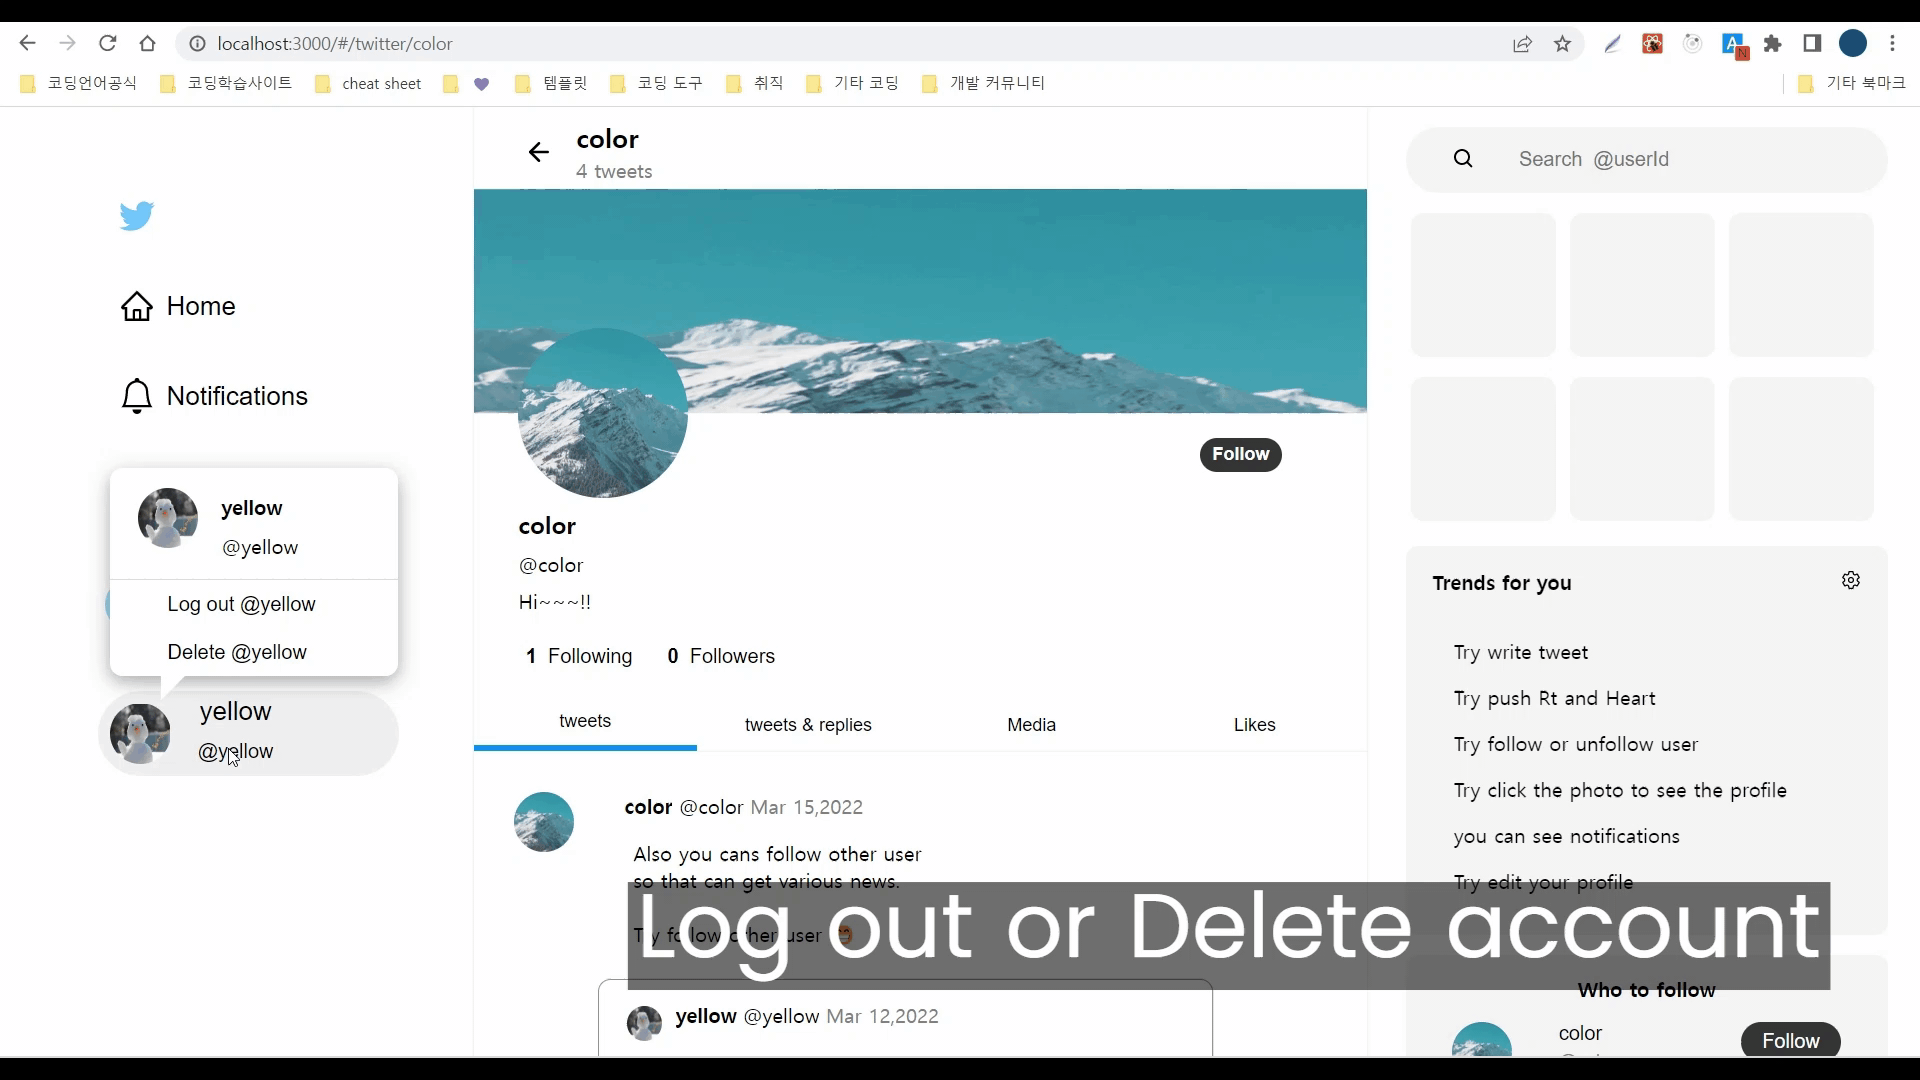 localhost:3000/#/twitter/color
코딩언어공식
코딩학습사이트
cheat sheet
템플릿
코딩 도구
취직
기타 코딩
개발 커뮤니티
기타 북마크
Home
Notifications
yellow
@yellow
Log out @yellow
Delete @yellow
yellow
@yellow
color
4 tweets
Follow
color
@color
Hi~~~!!
1 Following 0 Followers
tweets
tweets & replies
Media
Likes
color @color Mar 15,2022
Also you cans follow other user
so that can get various news.
Try follow other user
yellow @yellow Mar 12,2022
Search @userId
Trends for you
Try write tweet
Try push Rt and Heart
Try follow or unfollow user
Try click the photo to see the profile
you can see notifications
Try edit your profile
Who to follow
color
Follow
Log out or Delete account